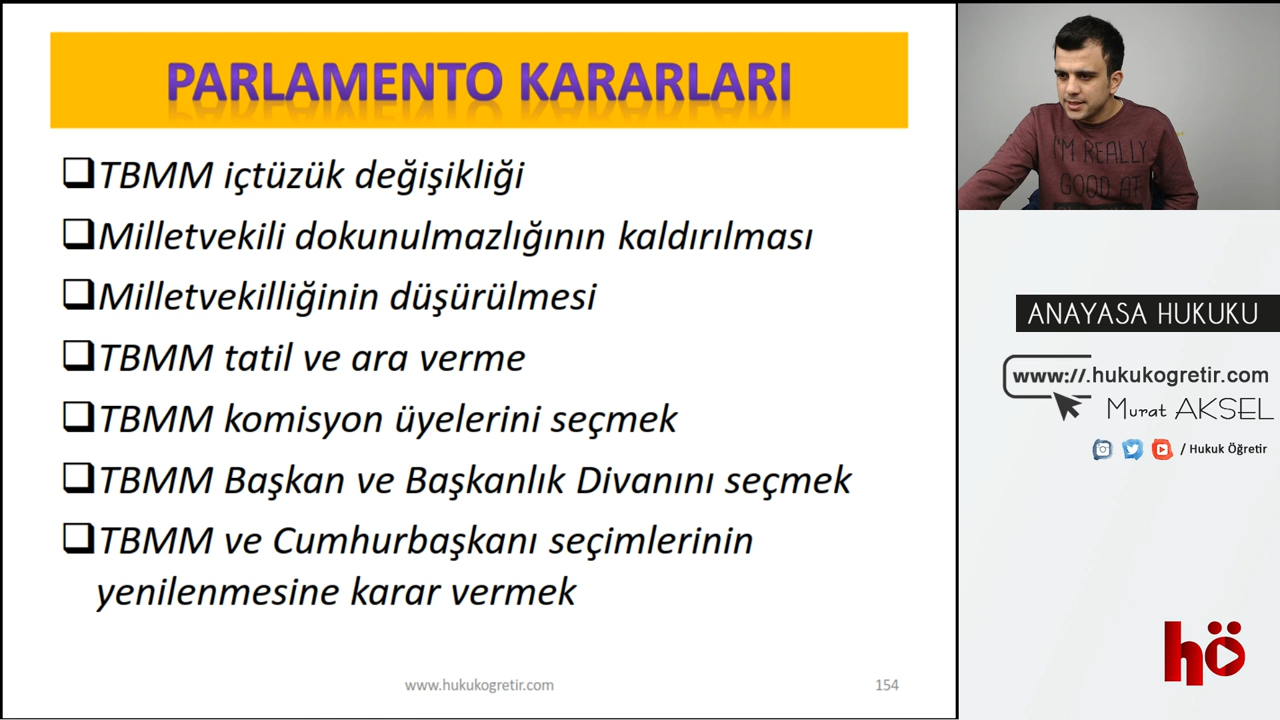 PARLAMENTO KARARLARI
TBMM içtüzük değişikliği
Milletvekili dokunulmazlığının kaldırılması
Milletvekilliğinin düşürülmesi
TBMM tatil ve ara verme
TBMM komisyon üyelerini seçmek
TBMM Başkan ve Başkanlık Divanını seçmek
TBMM ve Cumhurbaşkanı seçimlerinin
yenilenmesine karar vermek
www.hukukogretir.com
154
I'M REALLY
GOOD AT
ANAYASA HUKUKU
www://.hukukogretir.com
Murat AKSEL
/ Hukuk Öğretir
hö